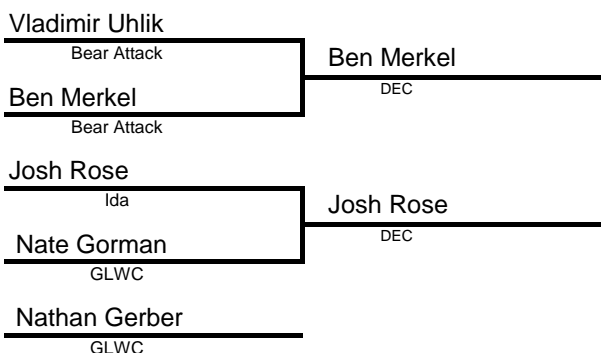 Vladimir Uhlik
Bear Attack
Ben Merkel
Bear Attack
Ben Merkel
DEC
Josh Rose
Ida
Nate Gorman
GLWC
Josh Rose
DEC
Nathan Gerber
GLWC